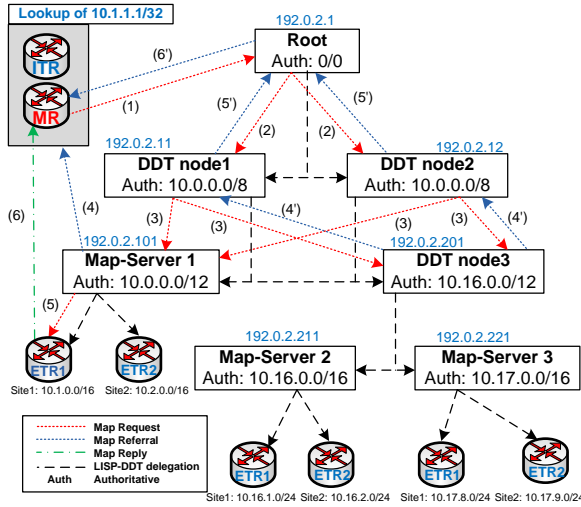 Lookup of 10.1.1.1/32
192.0.2.1
ITR
MR
Root
Auth: 0/0
(6')
(1)
(5')
(2)
(2)
(5')
192.0.2.11
192.0.2.12
DDT node1
Auth: 10.0.0.0/8
DDT node2
Auth: 10.0.0.0/8
(6)
(4)
(3)
(3)
(4')
(3)
(3)
(4')
192.0.2.101
192.0.2.201
Map-Server 1
Auth: 10.0.0.0/12
DDT node3
Auth: 10.16.0.0/12
(5)
192.0.2.211
192.0.2.221
ETR1
ETR2
Site1: 10.1.0.0/16
Site2: 10.2.0.0/16
Map-Server 2
Auth: 10.16.0.0/16
Map-Server 3
Auth: 10.17.0.0/16
Map Request
Map Referral
Map Reply
LISP-DDT delegation
Auth Authoritative
ETR1
ETR2
ETR1
ETR2
Site1: 10.16.1.0/24
Site2: 10.16.2.0/24
Site1: 10.17.8.0/24
Site2: 10.17.9.0/24